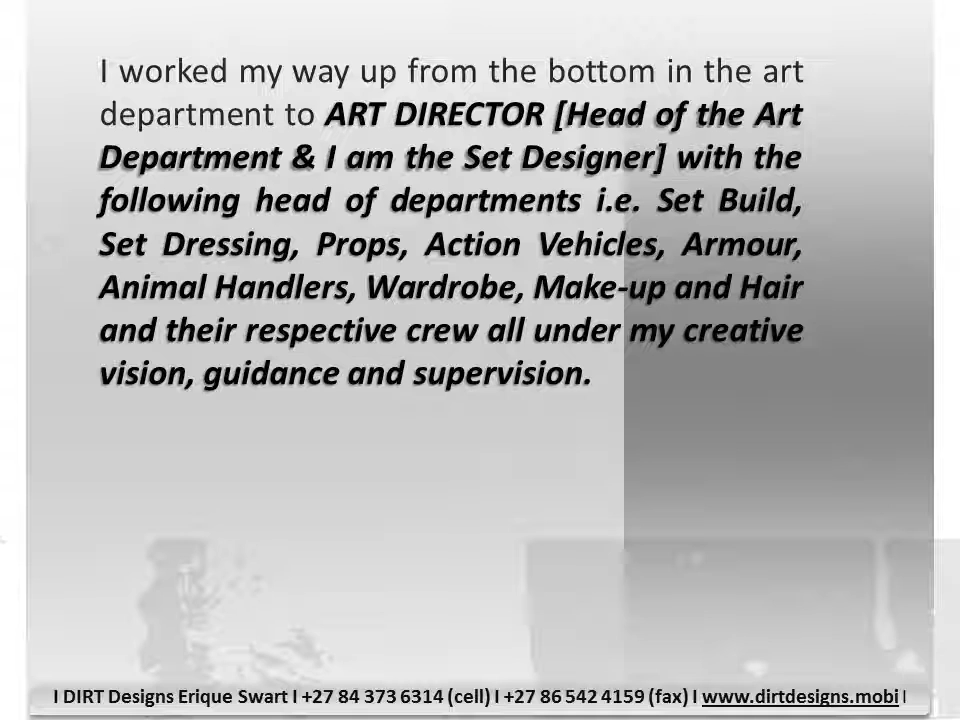 I worked my way up from the bottom in the art
department to ART DIRECTOR [Head of the Art
Department & I am the Set Designer] with the
following head of departments i.e. Set Build,
Set Dressing, Props, Action Vehicles, Armour,
Animal Handlers, Wardrobe, Make-up and Hair
and their respective crew all under my creative
vision, guidance and supervision.
I DIRT Designs Erique Swart I +27 84 373 6314 (cell) I +27 86 542 4159 (fax) I www.dirtdesigns.mobi I